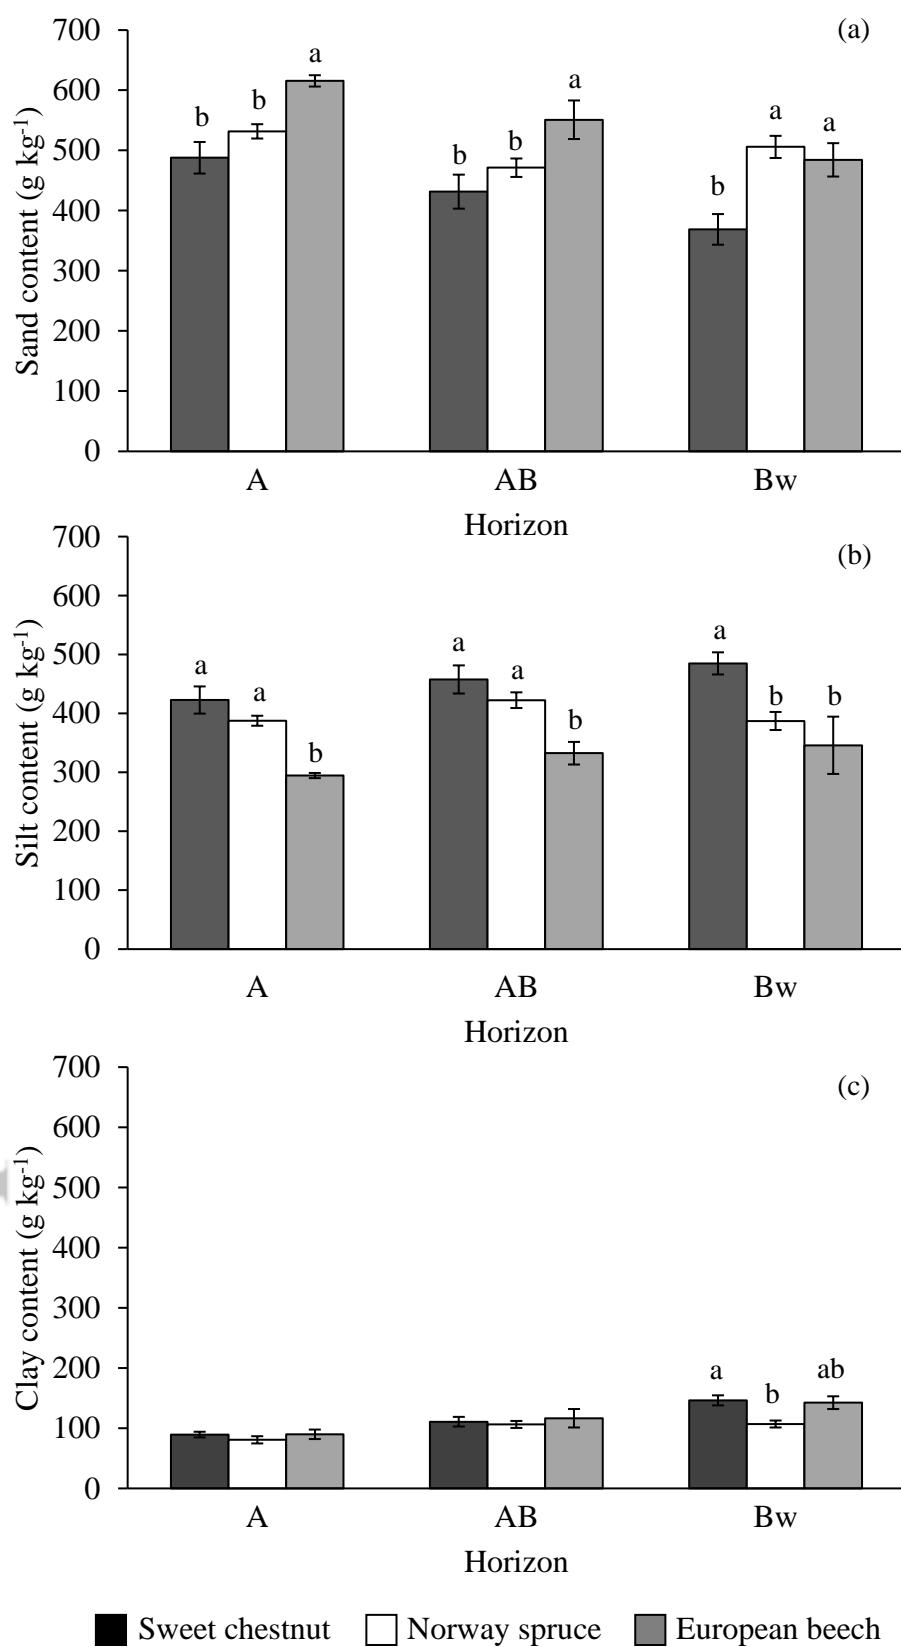 (a)
Sand content (g kg-1)
700
600
500
400
300
200
100
0
b b a
b b a
b a a
A AB Bw
Horizon
(b)
Silt content (g kg-1)
700
600
500
400
300
200
100
0
a a b
a a b
a b b
A AB Bw
Horizon
(c)
Clay content (g kg-1)
700
600
500
400
300
200
100
0
a b ab
A AB Bw
Horizon
Sweet chestnut Norway spruce European beech